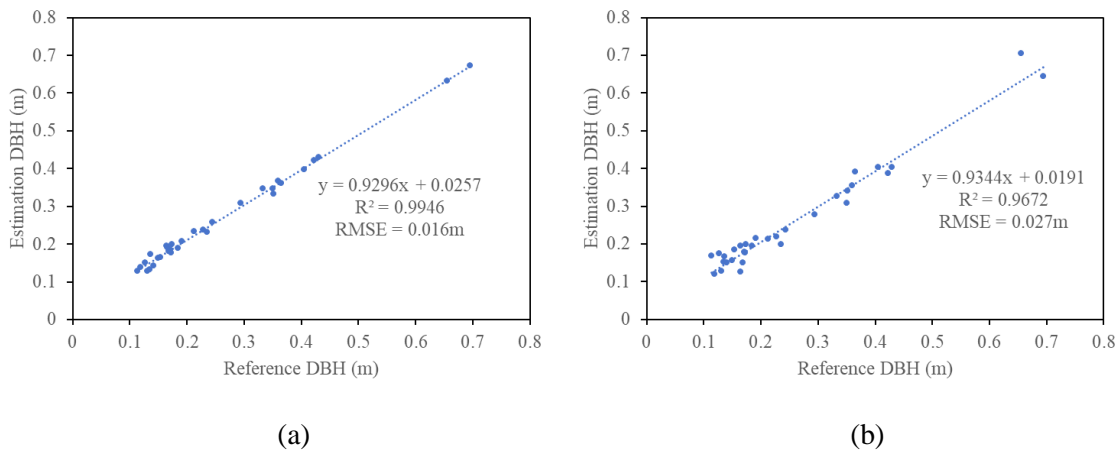 0.8
0.7
0.6
0.5
0.4
0.3
0.2
0.1
0
Estimation DBH (m)
y = 0.9296x + 0.0257
R² = 0.9946
RMSE = 0.016m
0 0.1 0.2 0.3 0.4 0.5 0.6 0.7 0.8
Reference DBH (m)
(a)
0.8
0.7
0.6
0.5
0.4
0.3
0.2
0.1
0
Estimation DBH (m)
y = 0.9344x + 0.0191
R² = 0.9672
RMSE = 0.027m
0 0.1 0.2 0.3 0.4 0.5 0.6 0.7 0.8
Reference DBH (m)
(b)